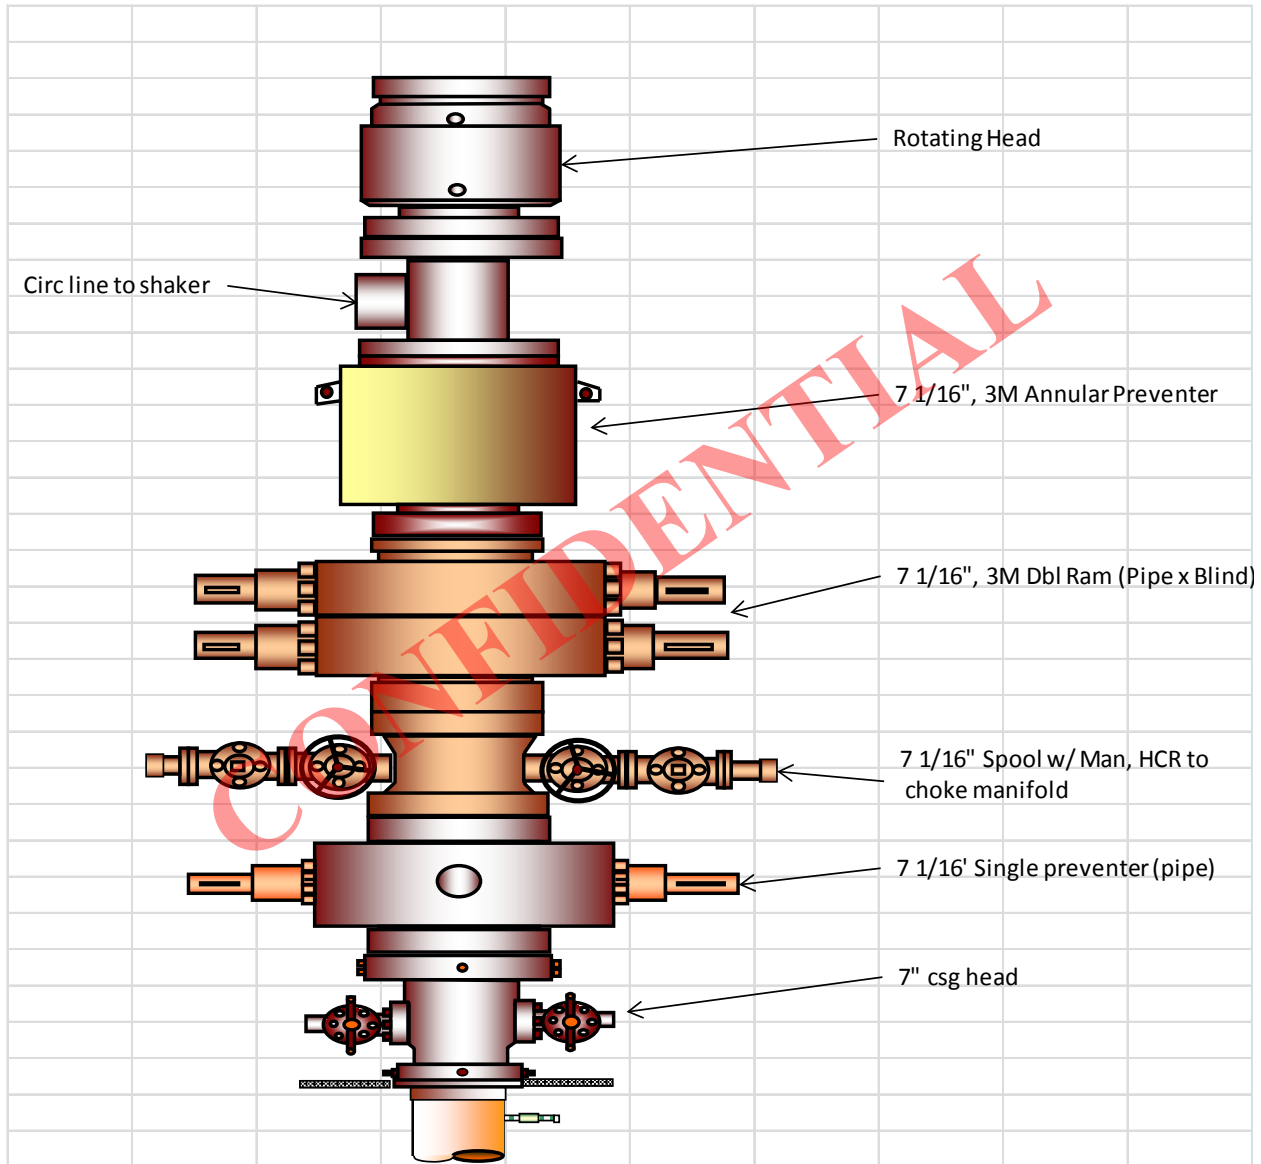 Rotating Head
Circ line to shaker
7 1/16", 3M Annular Preventer
7 1/16", 3M Dbl Ram (Pipe x Blind)
7 1/16" Spool w/ Man, HCR to
choke manifold
7 1/16' Single preventer (pipe)
7" csg head
CONFIDENTIAL